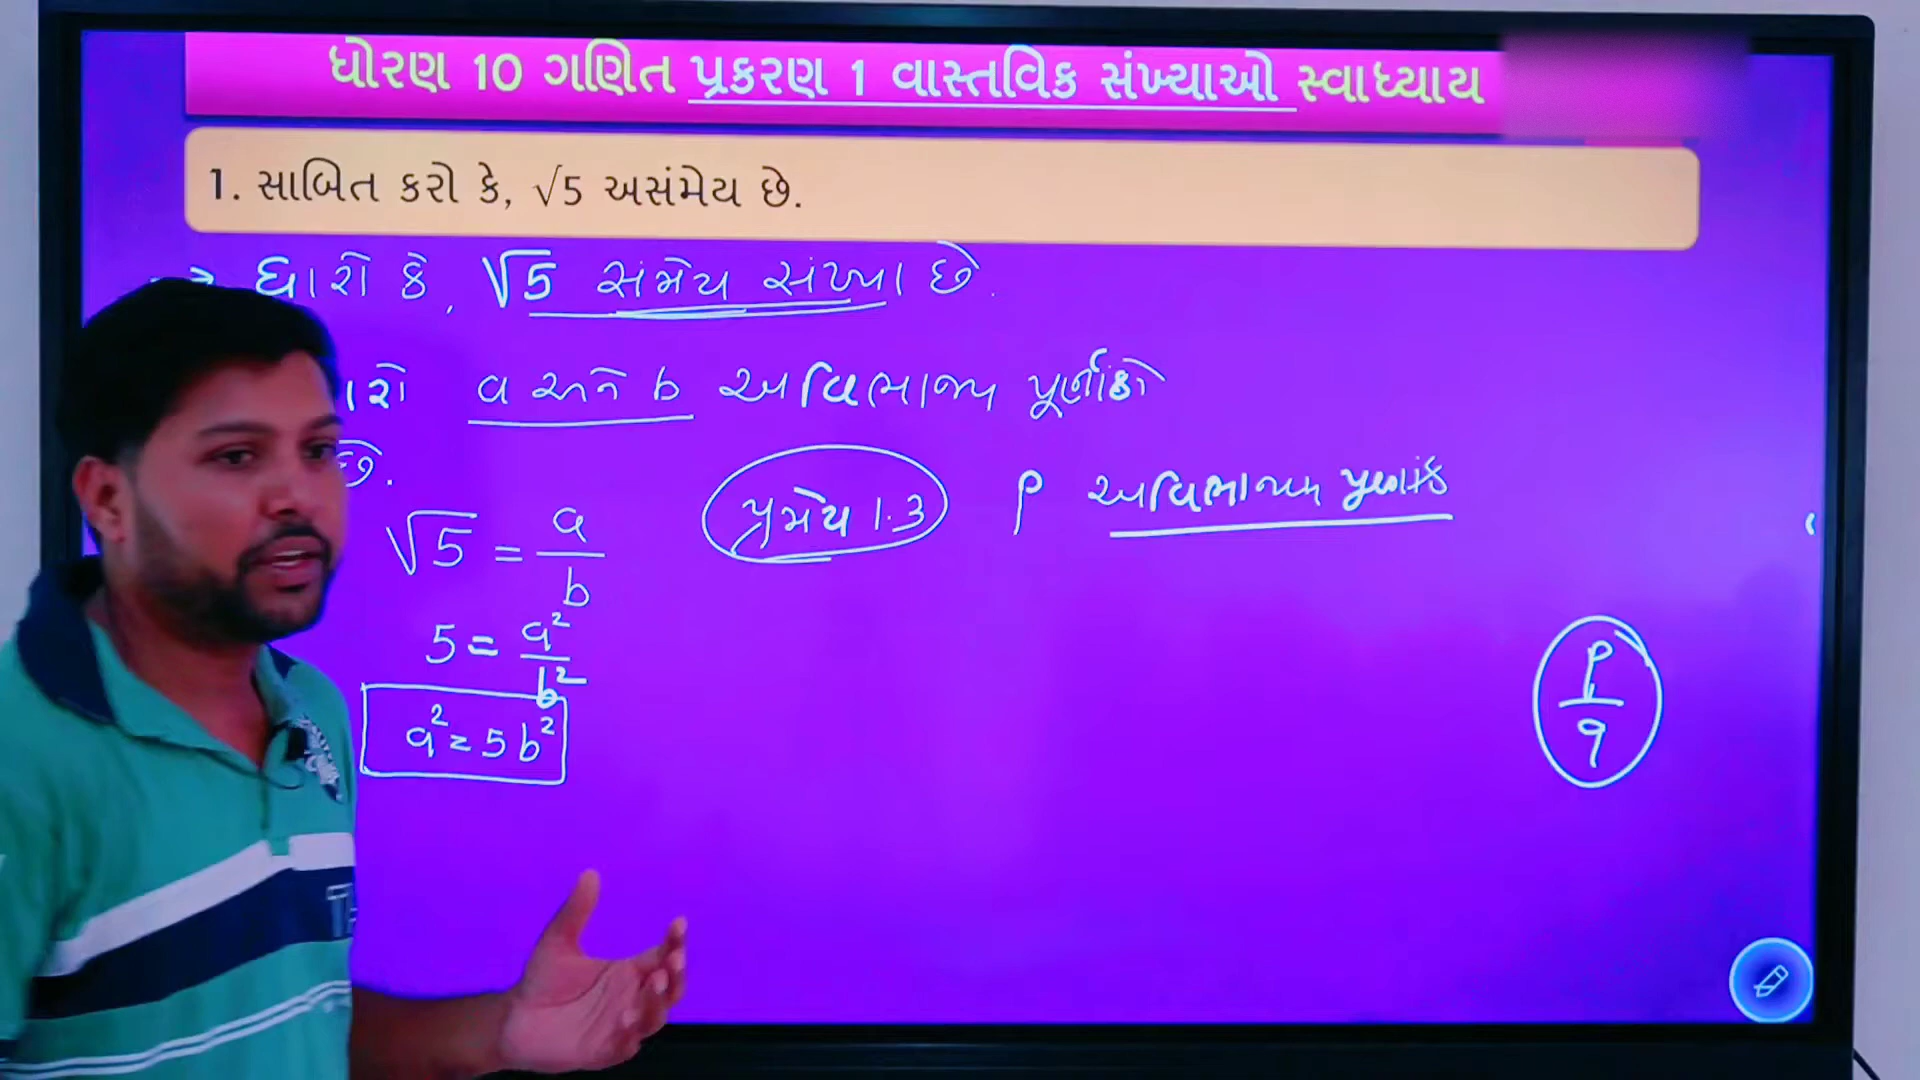 ધોરણ 10 ગણિત પ્રકરણ 1 વાસ્તવિક સંખ્યાઓ સ્વાધ્યાય
1. સાબિત કરો કે, √5 અસંમેય છે.
ધારો કે, √5 સંમેય સંખ્યા છે.
a અને b અવિભાજ્ય પૂર્ણાંકો
છે.
પ્રમેય 1.3 p અવિભાજ્ય પૂર્ણાંક
√5 = a/b
5 = a²/b²
a² = 5b²
p/q